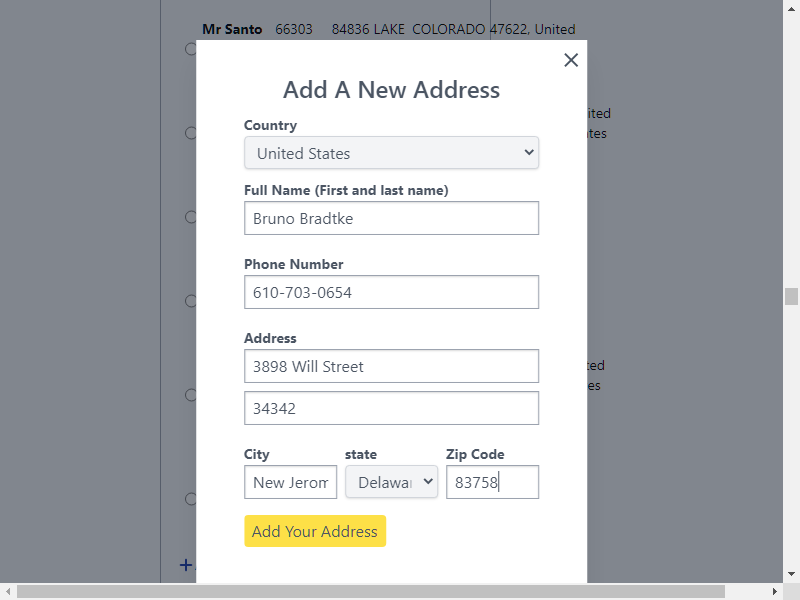 Mr Santo 66303 84836 LAKE COLORADO 47622, United
Add A New Address
Country
ited
United States
tes
Full Name (First and last name)
Bruno Bradtke
Phone Number
610-703-0654
Address
3898 Will Street
ted
es
34342
City state Zip Code
New Jerom Delawa 83758
Add Your Address